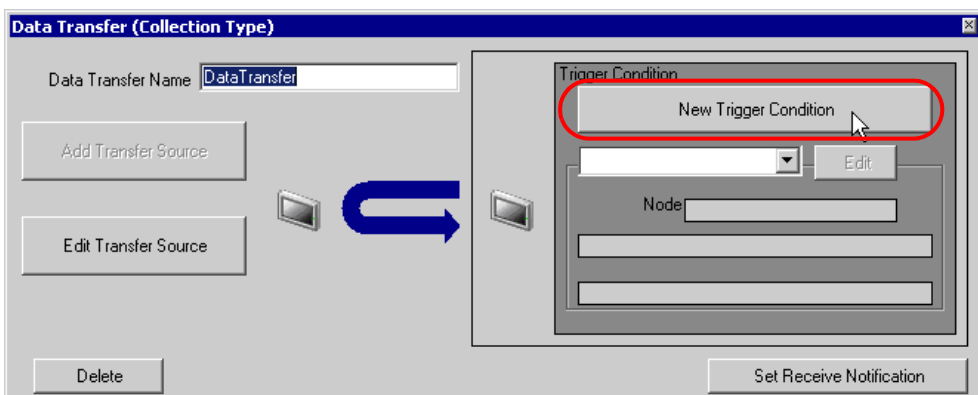 Data Transfer (Collection Type)
Data Transfer Name DataTransfer
Trigger Condition
New Trigger Condition
Add Transfer Source
Edit
Node
Edit Transfer Source
Delete
Set Receive Notification